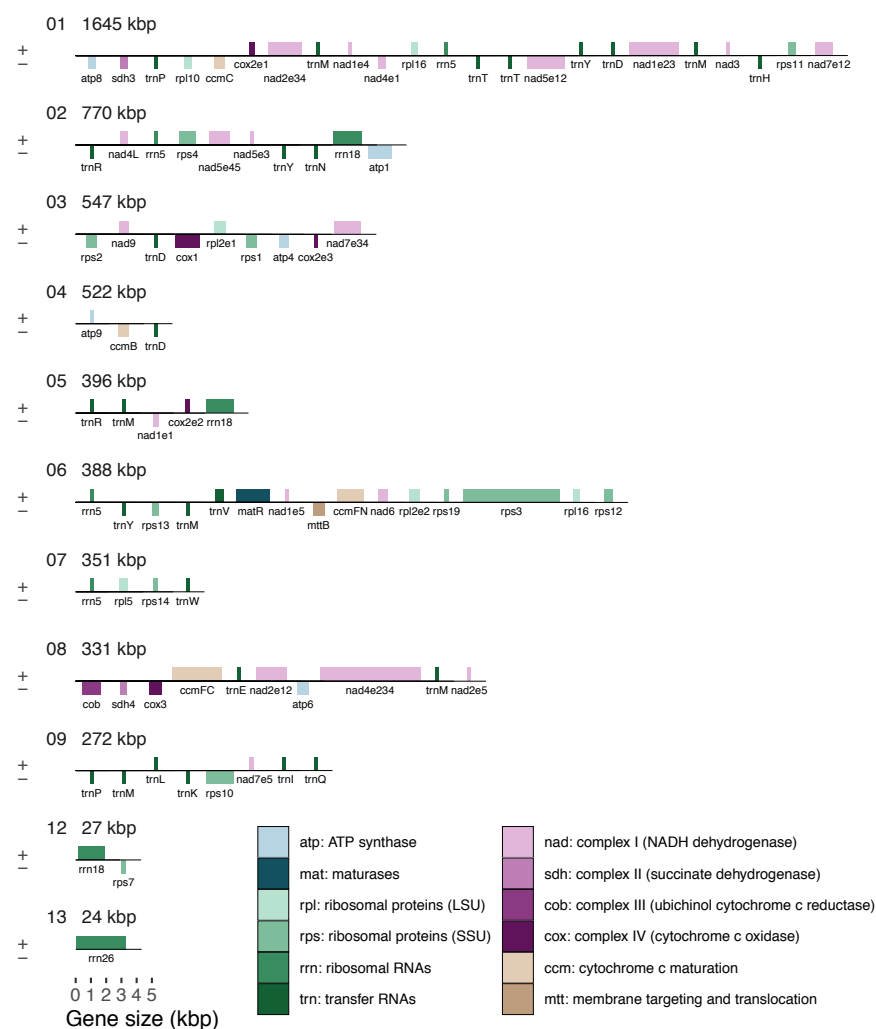 01 1645 kbp
+ cox2e1 trnM nad1e4 rpl16 rrn5 trnY trnD nad1e23 trnM nad3 rps11 nad7e12
− atp8 sdh3 trnP rpl10 ccmC nad2e34 nad4e1 trnT trnT nad5e12 trnH
02 770 kbp
+ nad4L rrn5 rps4 nad5e3 trnY trnN rrn18
− trnR nad5e45 atp1
03 547 kbp
+ nad9 rpl2e1 nad7e34
− rps2 trnD cox1 rps1 atp4 cox2e3
04 522 kbp
+ atp9
− ccmB trnD
05 396 kbp
+ trnR trnM cox2e2 rrn18
− nad1e1
06 388 kbp
+ rrn5 trnV matR nad1e5 ccmFN nad6 rpl2e2 rps19 rps3 rpl16 rps12
− trnY rps13 trnM mttB
07 351 kbp
+
− rrn5 rpl5 rps14 trnW
08 331 kbp
+ ccmFC trnE nad2e12 nad4e234 trnM nad2e5
− cob sdh4 cox3 atp6
09 272 kbp
+ trnL nad7e5 trnI trnQ
− trnP trnM trnK rps10
12 27 kbp
+ rrn18
− rps7
13 24 kbp
+
− rrn26
0 1 2 3 4 5
Gene size (kbp)
atp: ATP synthase
mat: maturases
rpl: ribosomal proteins (LSU)
rps: ribosomal proteins (SSU)
rrn: ribosomal RNAs
trn: transfer RNAs
nad: complex I (NADH dehydrogenase)
sdh: complex II (succinate dehydrogenase)
cob: complex III (ubichinol cytochrome c reductase)
cox: complex IV (cytochrome c oxidase)
ccm: cytochrome c maturation
mtt: membrane targeting and translocation